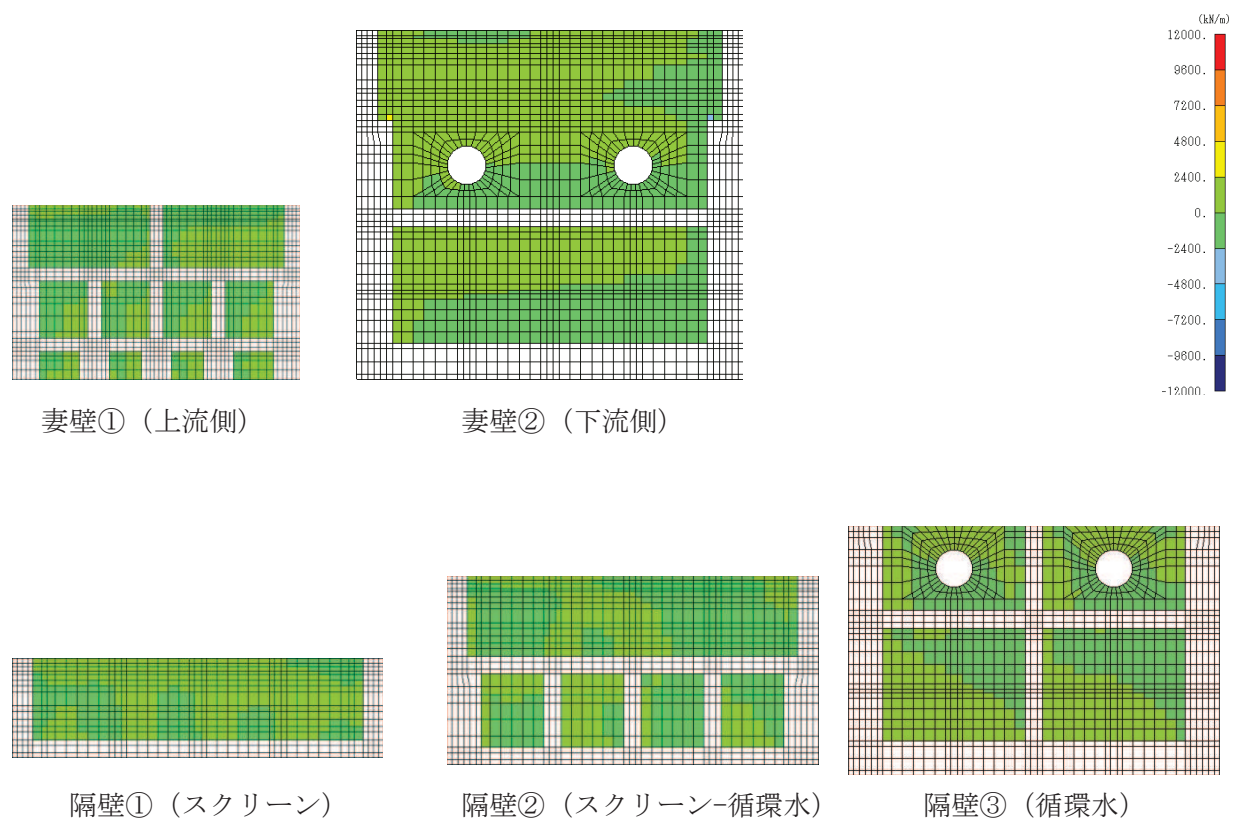 (kN/m)
12000.
9600.
7200.
4800.
2400.
0.
-2400.
-4800.
-7200.
-9600.
-12000.
妻壁①（上流側）
妻壁②（下流側）
隔壁①（スクリーン）
隔壁②（スクリーン-循環水）
隔壁③（循環水）